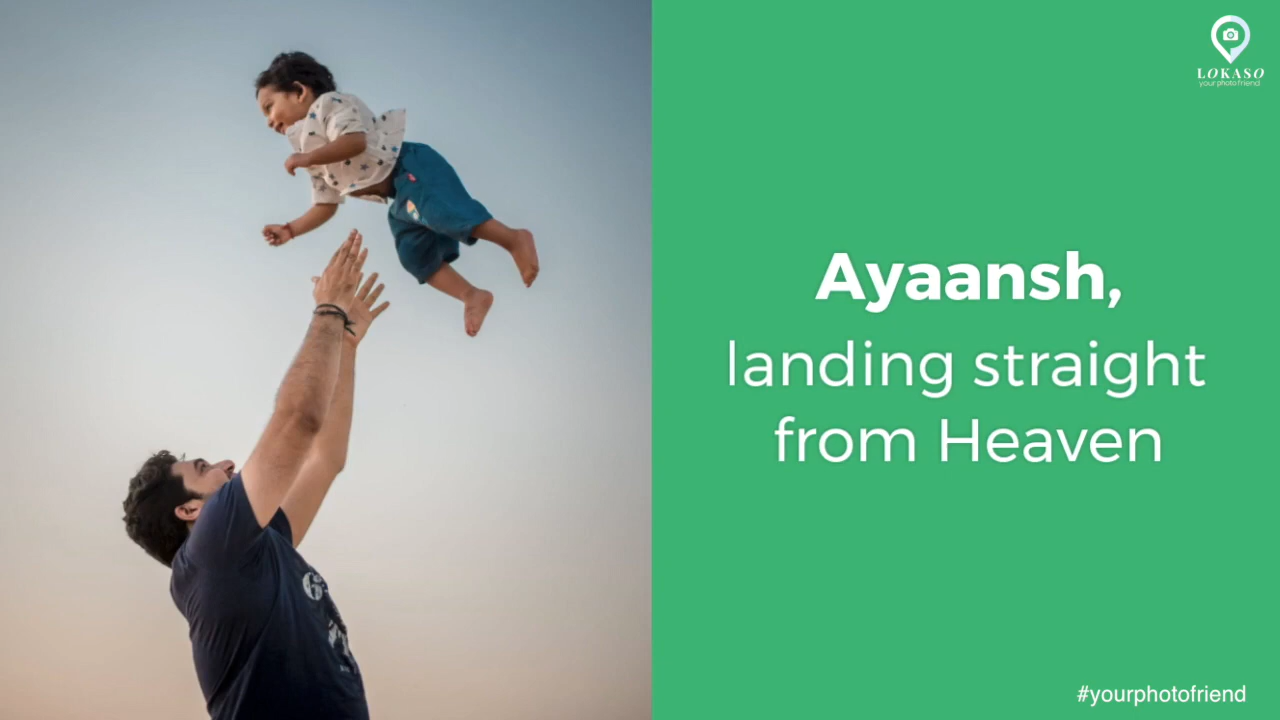 LOKASO
your photo friend
Ayaansh,
landing straight
from Heaven
#yourphotofriend